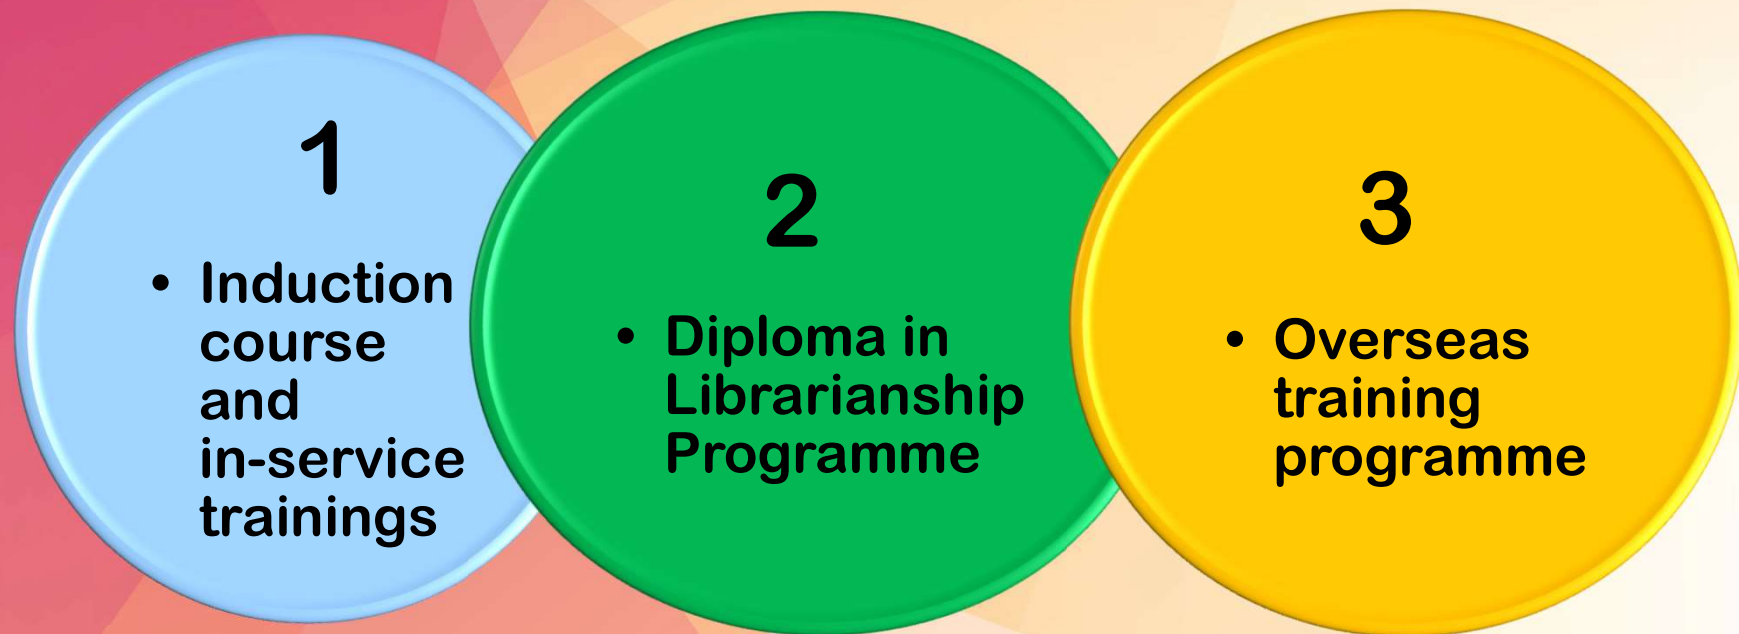 1
• Induction
course
and
in-service
trainings
2
• Diploma in
Librarianship
Programme
3
• Overseas
training
programme